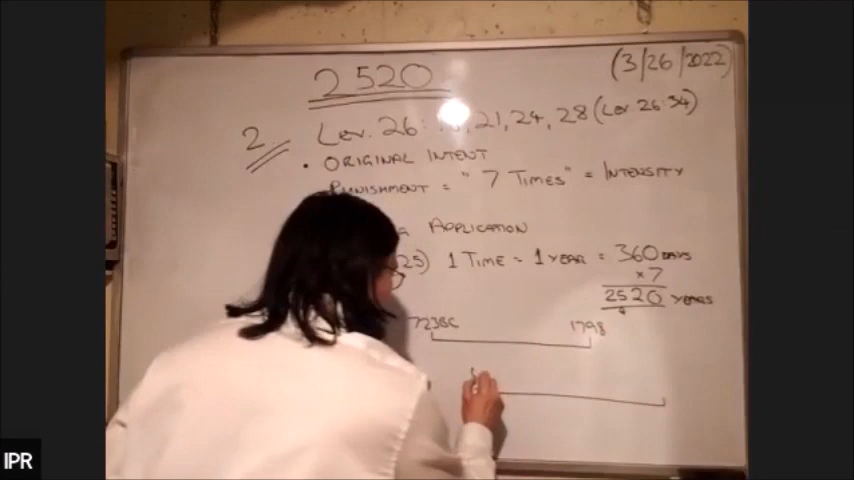 2520
(3/26/2022)
2.
Lev. 26: 21, 24, 28 (Lev 26:34)
• ORIGINAL INTENT
PUNISHMENT = "7 TIMES" = INTENSITY
APPLICATION
25) 1 TIME = 1 YEAR = 360 DAYS
x 7
2520 YEARS
723BC 1798
IPR